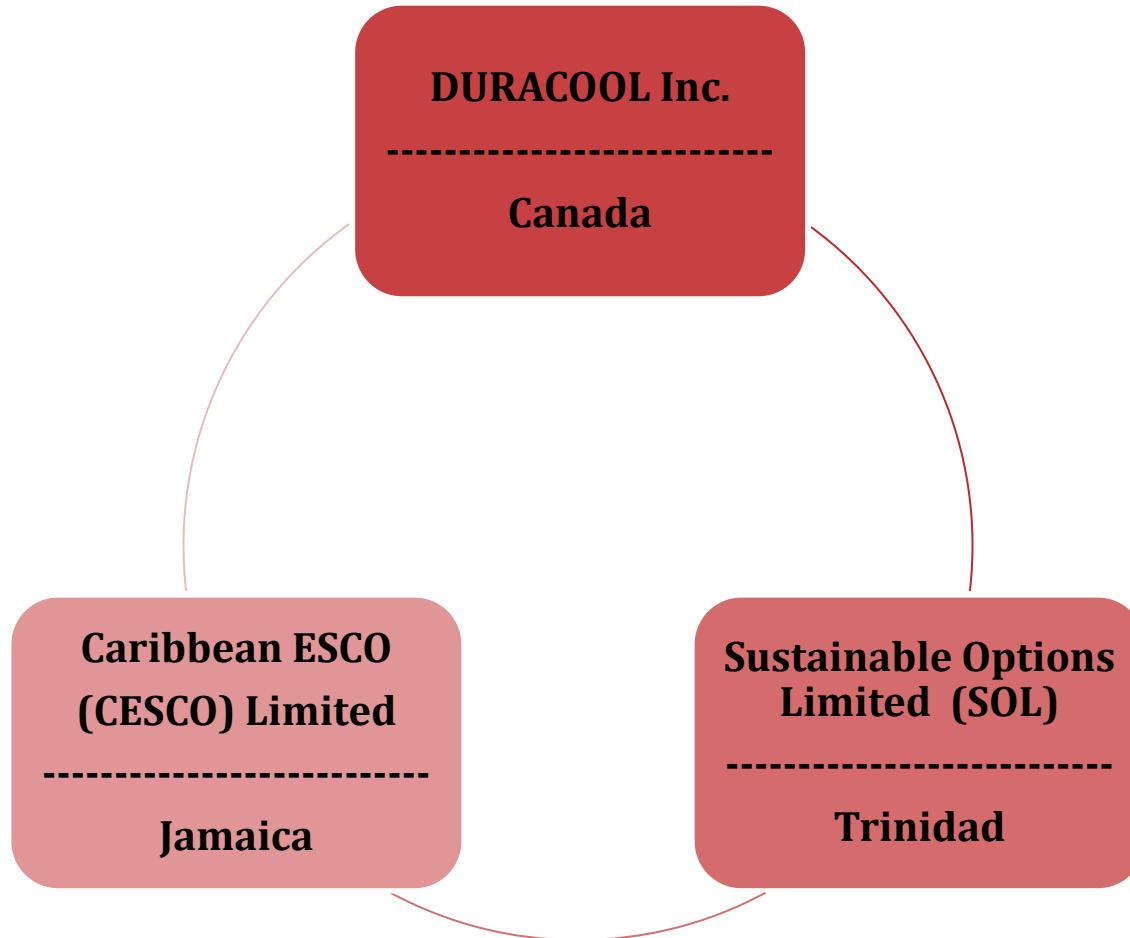 DURACOOL Inc.
---------------------------
Canada
Caribbean ESCO
(CESCO) Limited
---------------------------
Jamaica
Sustainable Options
Limited (SOL)
---------------------------
Trinidad